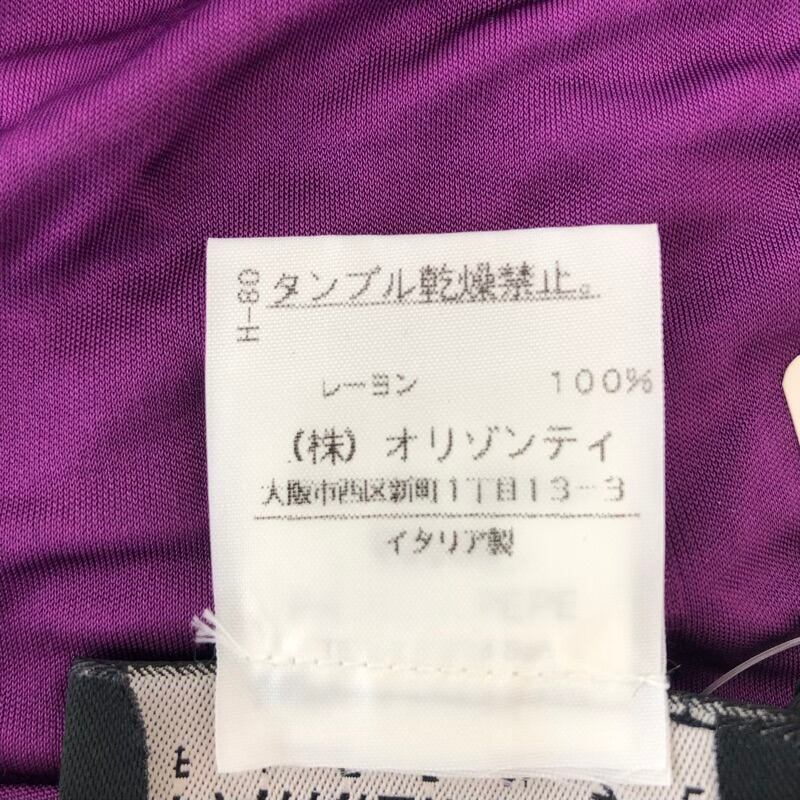 08-H
タンブル乾燥禁止。
レーヨン 100%
(株) オリゾンティ
大阪市西区新町1丁目13-3
イタリア製
PEPE